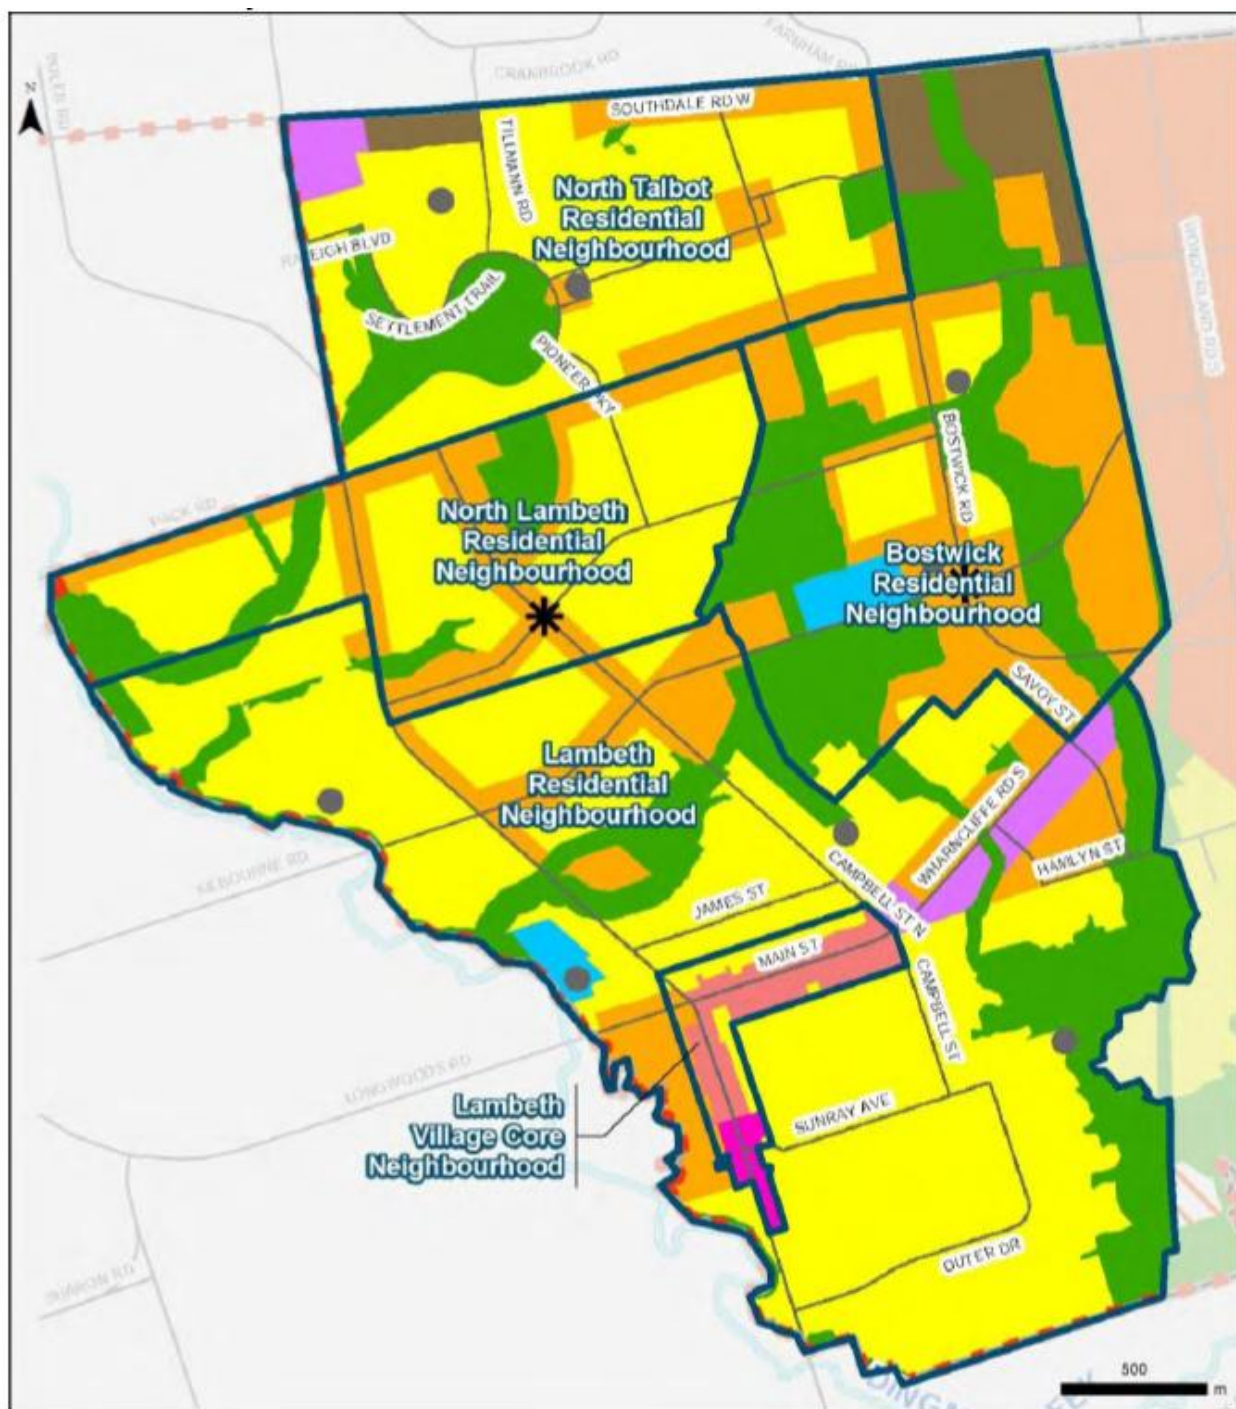 CRANBROOK RD
FARNHAM RD
N
SOUTHDALE RD W
TILLMANN RD
North Talbot
Residential
Neighbourhood
RALEIGH BLVD
SETTLEMENT TRAIL
WONDERLAND RD S
PIONEER PKY
BOSTWICK RD
PACK RD
North Lambeth
Residential
Neighbourhood
Bostwick
Residential
Neighbourhood
SAVOY ST
Lambeth
Residential
Neighbourhood
WHARNCLIFFE RD S
KILBOURNE RD
HAMLYN ST
CAMPBELL ST N
JAMES ST
MAIN ST
CAMPBELL ST
LONGWOODS RD
Lambeth
Village Core
Neighbourhood
SUNRAY AVE
OUTER DR
500
m